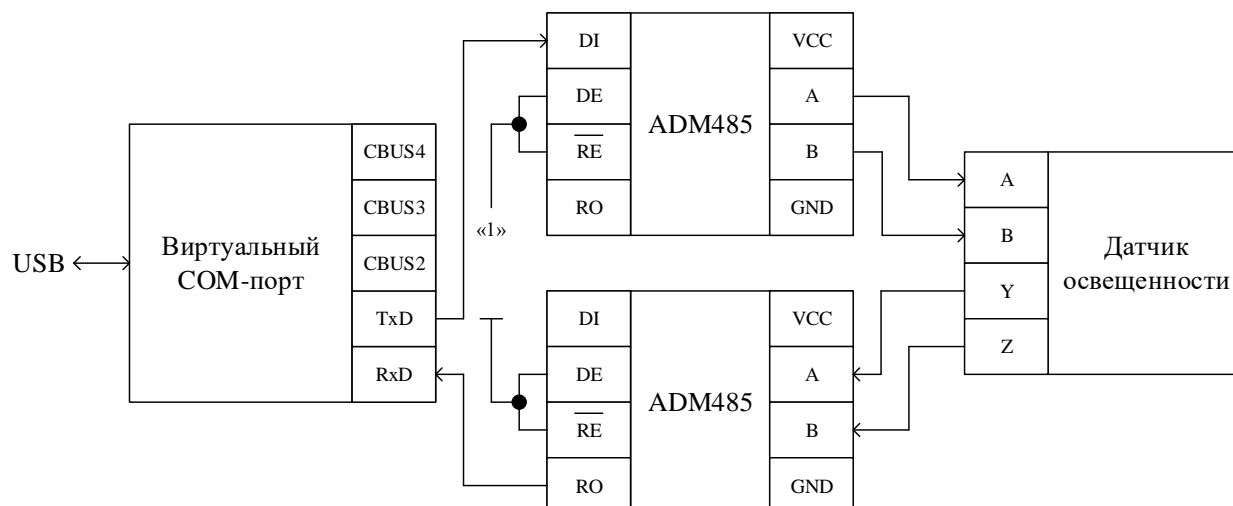 USB
Виртуальный
COM-порт
CBUS4
CBUS3
CBUS2
TxD
RxD
«1»
DI
DE
RE
RO
ADM485
VCC
A
B
GND
DI
DE
RE
RO
ADM485
VCC
A
B
GND
A
B
Y
Z
Датчик
освещенности